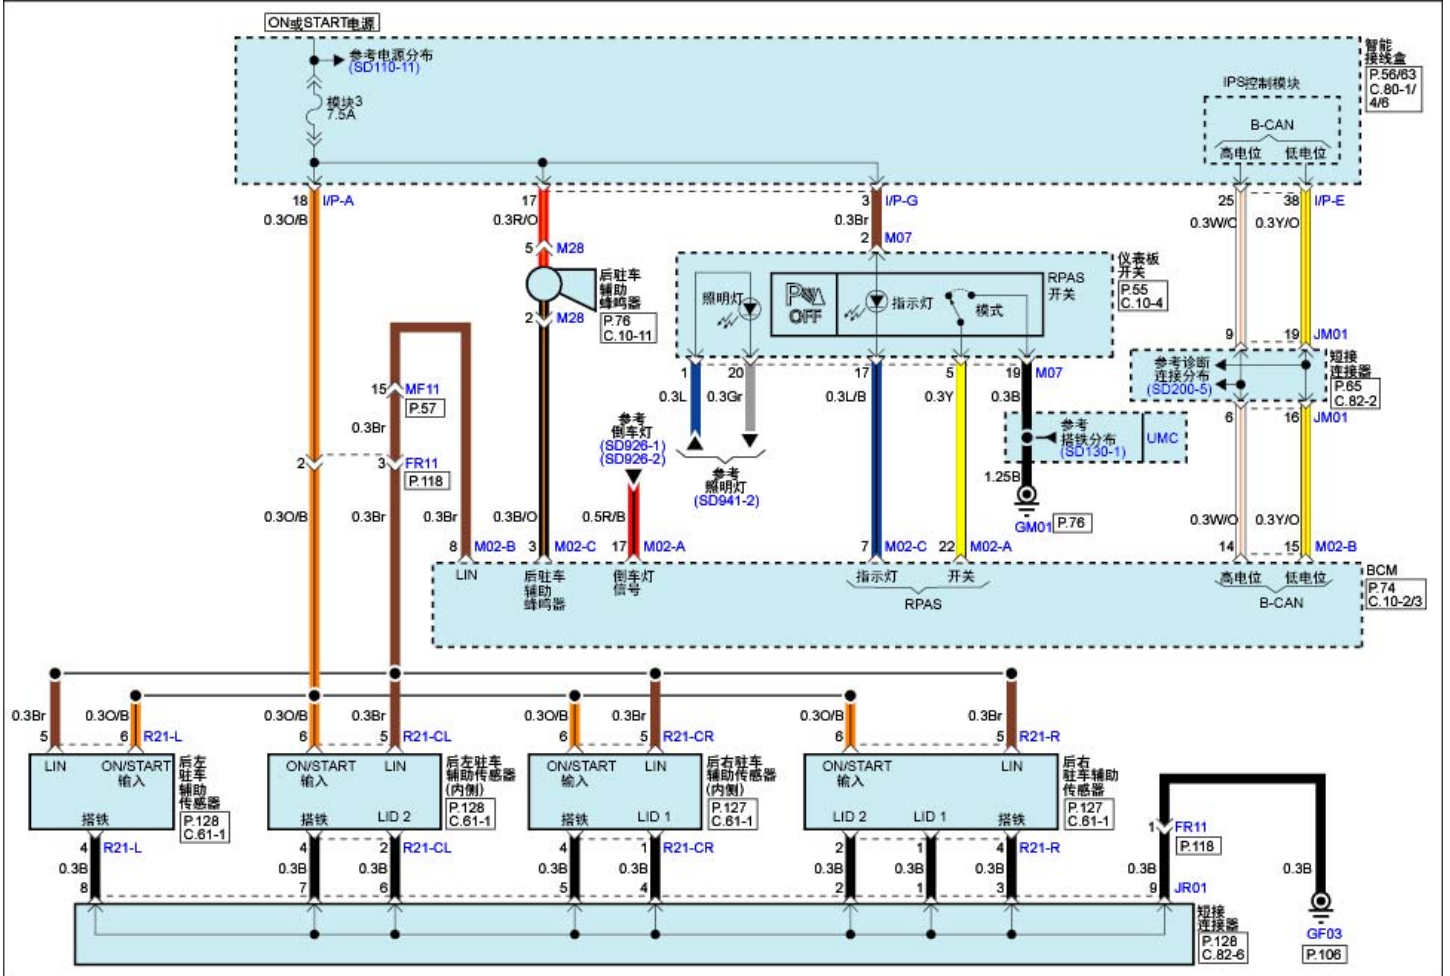 ON或START电源
参考电源分布
(SD110-11)
模块3
7.5A
智能
接线盒
P.56/63
C.80-1/
4/6
IPS控制模块
B-CAN
高电位 低电位
18 I/P-A
17
3 I/P-G
25
38 I/P-E
0.3O/B
0.3R/O
0.3Br
0.3W/O
0.3Y/O
5 M28
2 M07
后驻车
辅助
蜂鸣器
P.76
C.10-11
2 M28
仪表板
开关
P.55
C.10-4
照明灯
P OFF
指示灯
模式
RPAS
开关
9
19 JM01
参考诊断
连接分布
(SD200-5)
短接
连接器
P.65
C.82-2
6
16 JM01
1
20
17
5
19 M07
0.3L
0.3Gr
0.3L/B
0.3Y
0.3B
15 MF11
P.57
0.3Br
2
3 FR11
P.118
参考
倒车灯
(SD926-1)
(SD926-2)
参考
照明灯
(SD941-2)
参考
搭铁分布
(SD130-1)
UMC
1.25B
GM01
P.76
0.3O/B
0.3Br
0.3Br
0.3B/O
0.5R/B
0.3W/O
0.3Y/O
8 M02-B
3 M02-C
17 M02-A
7 M02-C
22 M02-A
14
15 M02-B
LIN
后驻车
辅助
蜂鸣器
倒车灯
信号
指示灯 开关
RPAS
高电位 低电位
B-CAN
BCM
P.74
C.10-2/3
0.3Br
0.3O/B
0.3O/B
0.3Br
0.3O/B
0.3Br
0.3O/B
0.3Br
5
6 R21-L
6
5 R21-CL
6
5 R21-CR
6
5 R21-R
LIN
ON/START
输入
搭铁
后左
驻车
辅助
传感器
P.128
C.61-1
ON/START
输入
LIN
搭铁
LID 2
后左驻车
辅助传感器
(内侧)
P.128
C.61-1
ON/START
输入
LIN
搭铁
LID 1
后右驻车
辅助传感器
(内侧)
P.127
C.61-1
ON/START
输入
LIN
LID 2
LID 1
搭铁
后右
驻车辅助
传感器
P.127
C.61-1
4 R21-L
4
2 R21-CL
4
1 R21-CR
2
1
4 R21-R
1 FR11
P.118
0.3B
0.3B
0.3B
0.3B
0.3B
0.3B
0.3B
0.3B
0.3B
0.3B
8
7
6
5
4
2
1
3
9 JR01
短接
连接器
P.128
C.82-6
GF03
P.106